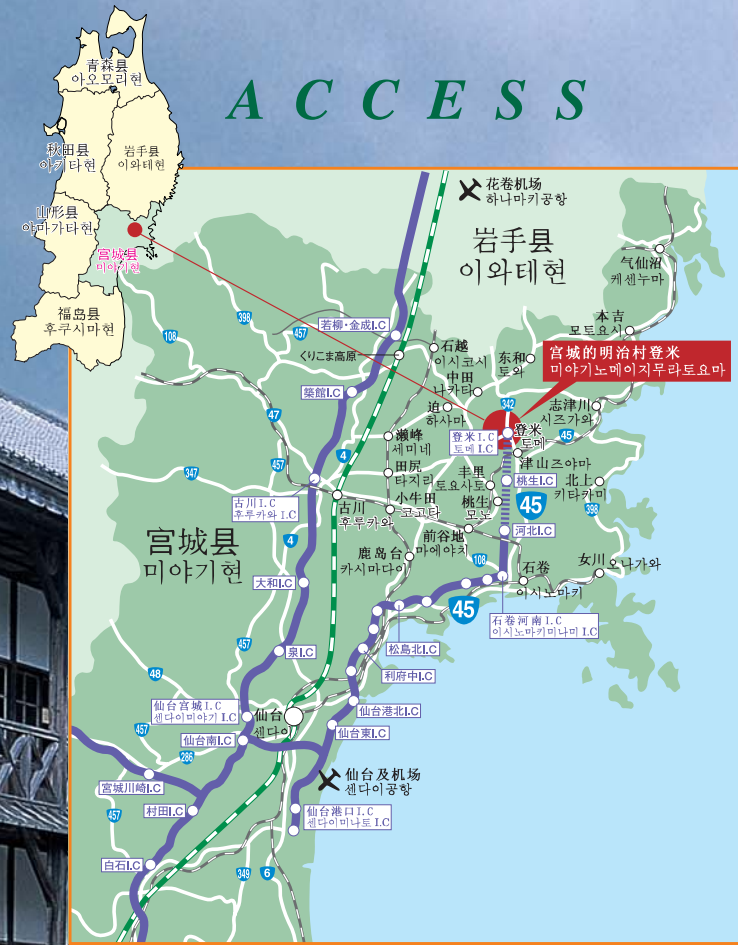 ACCESS
青森县
아오모리현
秋田县
아키타현
岩手县
이와테현
山形县
야마가타현
宫城县
미야기현
福岛县
후쿠시마현
花卷机场
하나마키공항
岩手县
이와테현
气仙沼
케센누마
本吉
모토요시
398
457
108
若柳・金成I.C
くりこま高原
石越
이시코시
东和
토와
中田
나카타
宫城的明治村登米
미야기노메이지무라토요마
築館I.C
迫
하사마
342
志津川
시즈가와
47
登米I.C
토메 I.C
登米
토메
45
瀬峰
세미네
4
457
347
田尻
타지리
丰里
토요사토
津山즈야마
桃生I.C
北上
키타카미
398
古川I.C
후루카와 I.C
古川
후루카와
小牛田
코고타
桃生
모노
45
宫城县
미야기현
4
前谷地
마에야치
河北I.C
鹿岛台
카시마다이
108
石卷
이시노마키
女川
오나가와
大和I.C
45
石卷河南I.C
이시노마키미나미 I.C
457
泉I.C
松島北I.C
利府中I.C
48
仙台宫城I.C
센다이미야기 I.C
仙台
센다이
仙台港北I.C
457
仙台南I.C
仙台東I.C
286
宮城川崎I.C
仙台及机场
센다이공항
457
村田I.C
仙台港口I.C
센다이미나토 I.C
白石I.C
349
6